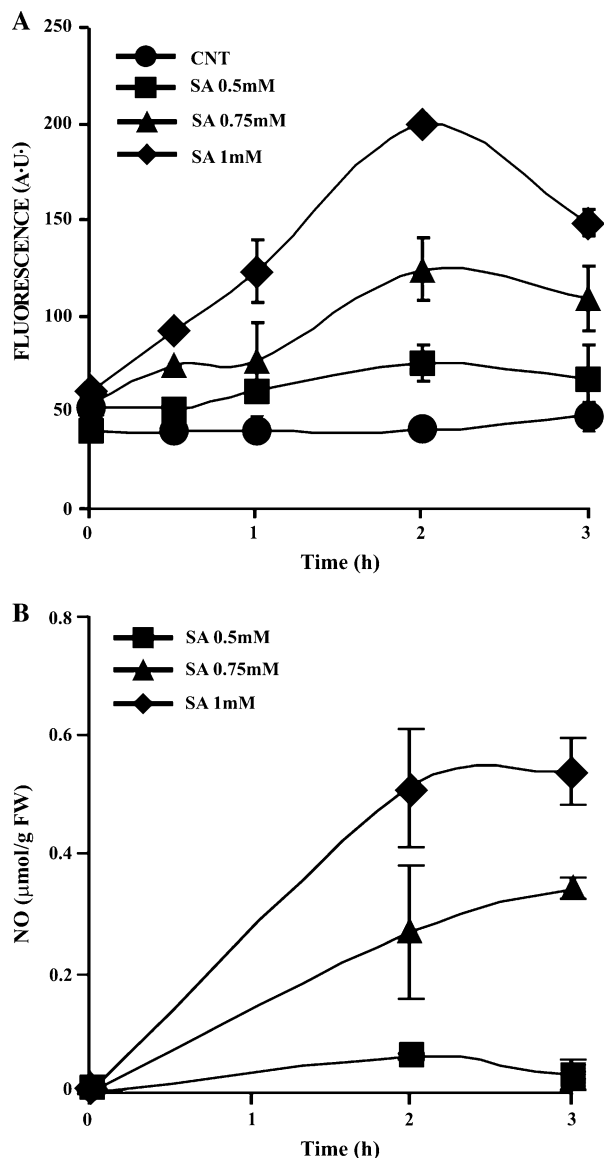 A
250
200
150
100
50
0
CNT
SA 0.5mM
SA 0.75mM
SA 1mM
FLUORESCENCE (A·U·)
0 1 2 3
Time (h)
B
0.8
0.6
0.4
0.2
0
SA 0.5mM
SA 0.75mM
SA 1mM
NO (µmol/g FW)
0 1 2 3
Time (h)